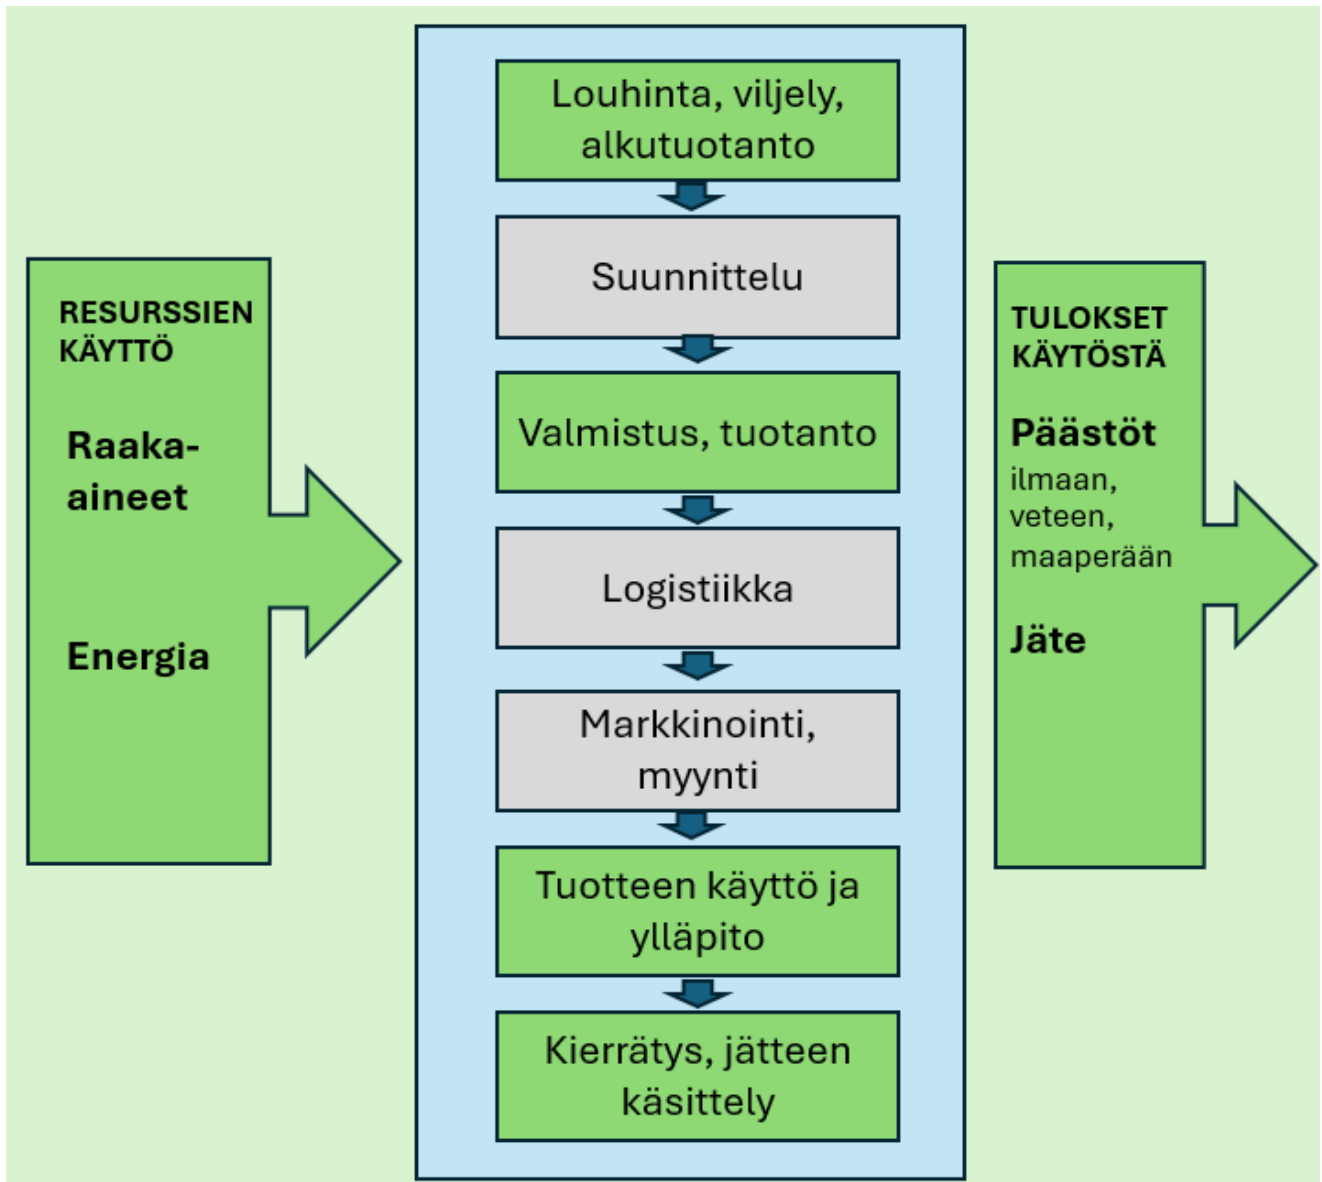 RESURSSIEN
KÄYTTÖ
Raaka-
aineet
Energia
Louhinta, viljely,
alkutuotanto
Suunnittelu
Valmistus, tuotanto
Logistiikka
Markkinointi,
myynti
Tuotteen käyttö ja
ylläpito
Kierrätys, jätteen
käsittely
TULOKSET
KÄYTÖSTÄ
Päästöt
ilmaan,
veteen,
maaperään
Jäte